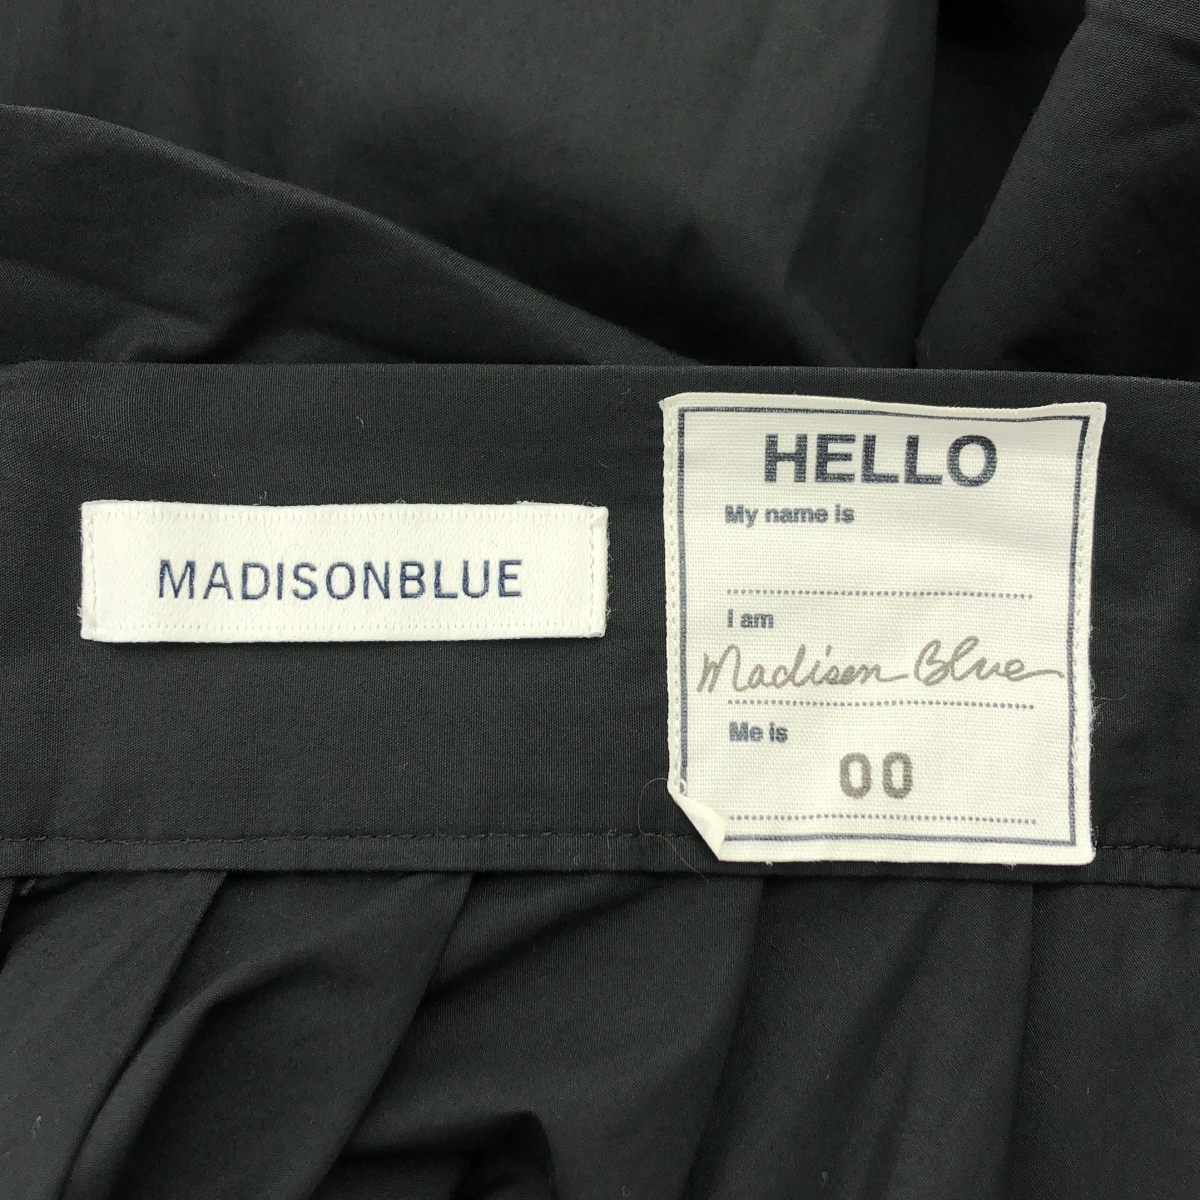 MADISONBLUE
HELLO
My name is
I am
Madison Blue
Me is
00